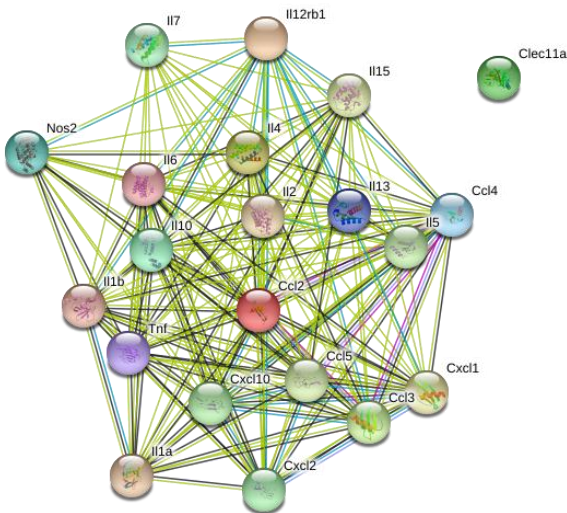 Il7
Il12rb1
Clec11a
Il15
Nos2
Il4
Il6
Il2
Il13
Ccl4
Il10
Il5
Il1b
Ccl2
Tnf
Ccl5
Cxcl10
Cxcl1
Ccl3
Il1a
Cxcl2